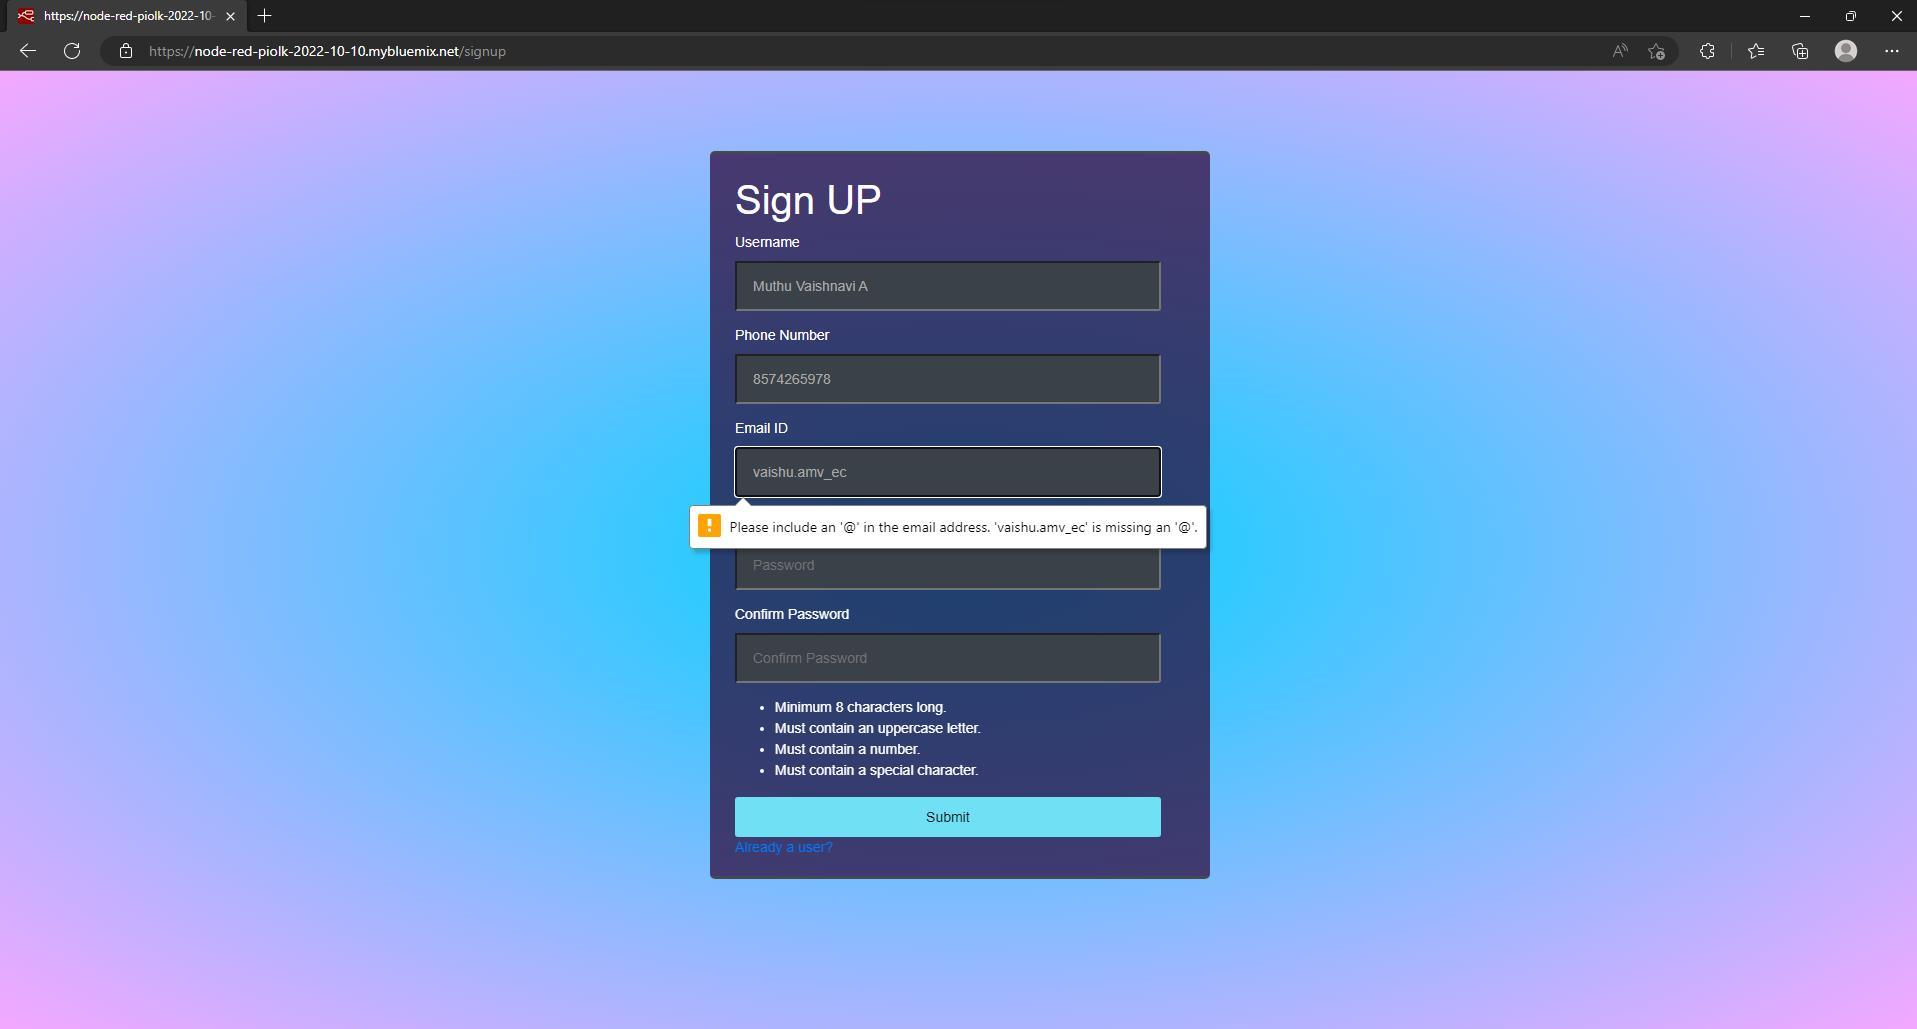 https://node-red-piolk-2022-10-
https://node-red-piolk-2022-10-10.mybluemix.net/signup
Sign UP
Username
Muthu Vaishnavi A
Phone Number
8574265978
Email ID
vaishu.amv_ec
Please include an '@' in the email address. 'vaishu.amv_ec' is missing an '@'.
Password
Confirm Password
Confirm Password
• Minimum 8 characters long.
• Must contain an uppercase letter.
• Must contain a number.
• Must contain a special character.
Submit
Already a user?